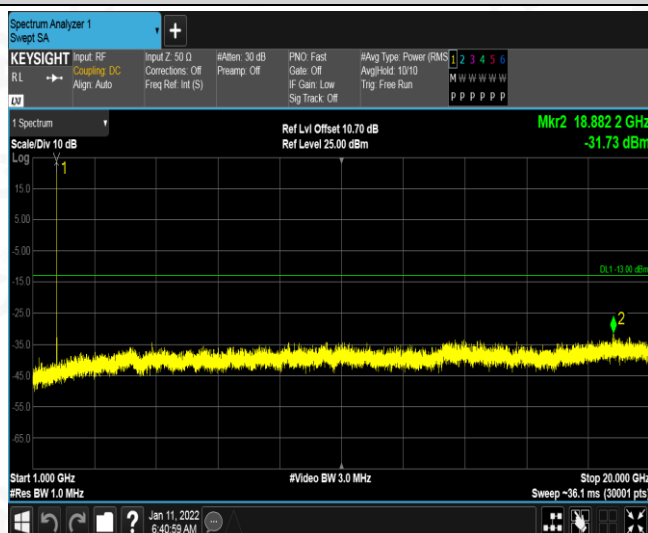 Spectrum Analyzer 1
Swept SA
+
KEYSIGHT
RL
Input: RF
Coupling: DC
Align: Auto
Input Z: 50 Ω
Corrections: Off
Freq Ref: Int (S)
#Atten: 30 dB
Preamp: Off
PNO: Fast
Gate: Off
IF Gain: Low
Sig Track: Off
#Avg Type: Power (RMS
Avg|Hold: 10/10
Trig: Free Run
1 2 3 4 5 6
M W W W W W
P P P P P P
LXI
1 Spectrum
Scale/Div 10 dB
Ref Lvl Offset 10.70 dB
Ref Level 25.00 dBm
Mkr2 18.882 2 GHz
-31.73 dBm
Log
1
15.0
5.00
-5.00
DL1 -13.00 dBm
-15.0
-25.0
2
-35.0
-45.0
-55.0
-65.0
Start 1.000 GHz
#Res BW 1.0 MHz
#Video BW 3.0 MHz
Stop 20.000 GHz
Sweep ~36.1 ms (30001 pts)
?
Jan 11, 2022
6:40:59 AM